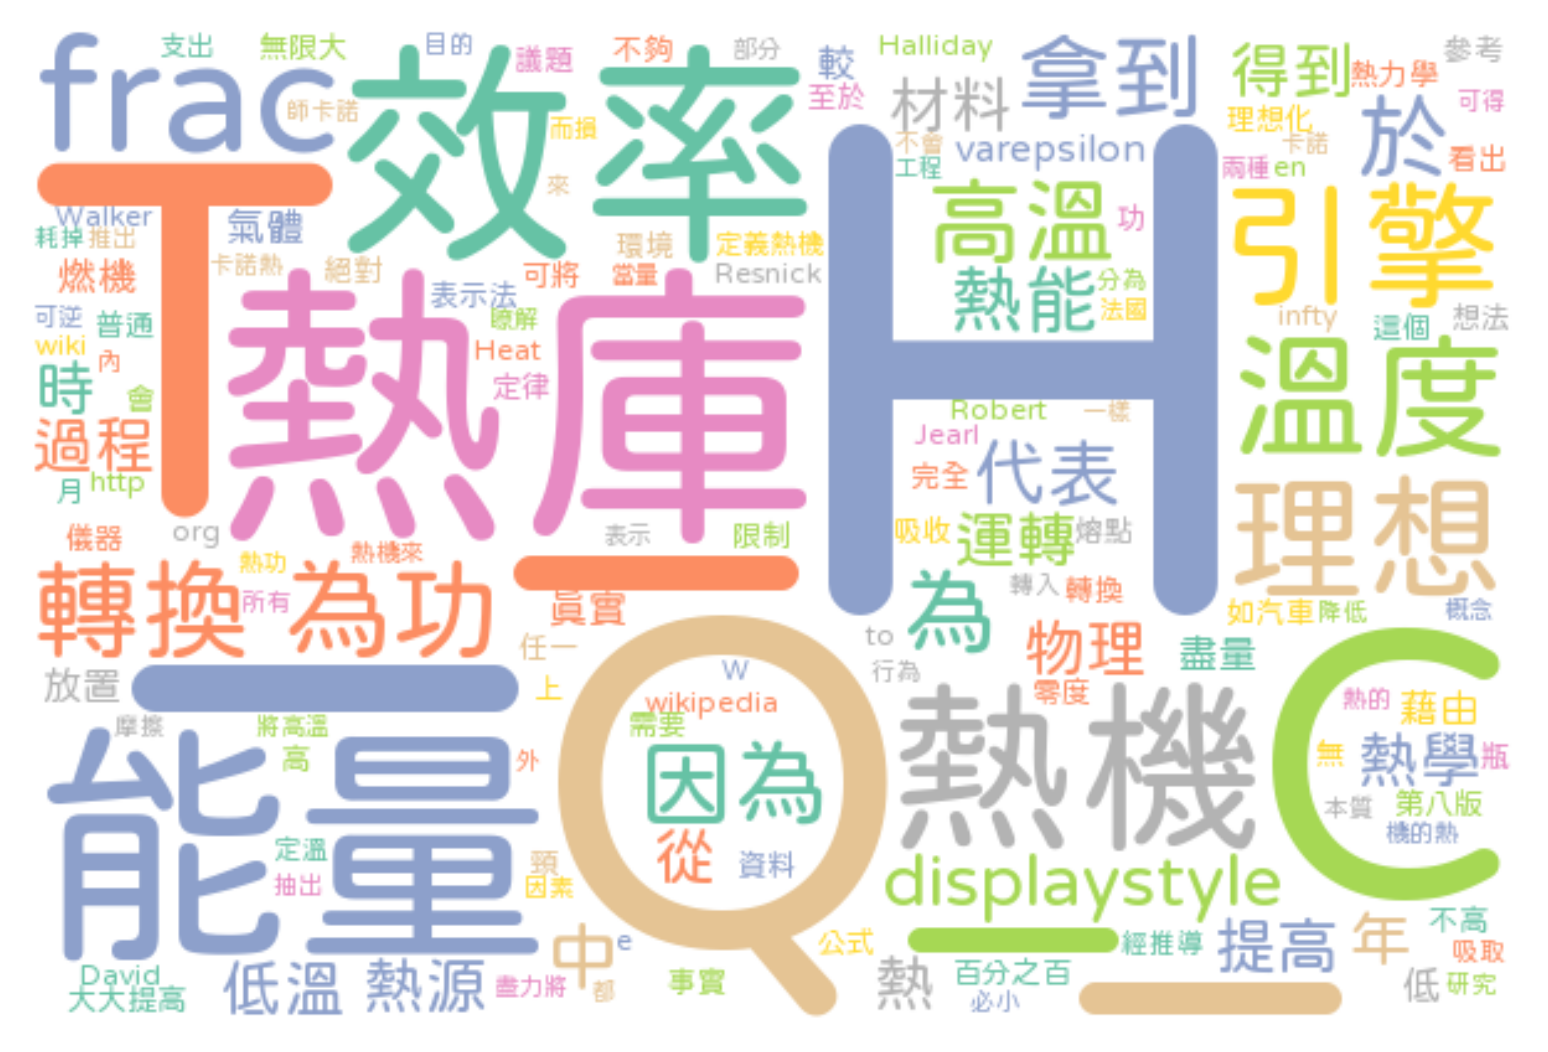 frac
支出
無限大
目的
議題
不夠
部分
較
Halliday
拿到
得到
參考
熱力學
可得
師卡諾
效率
而損
至於
材料
理想化
卡諾
於
看出
來
不會
varepsilon
工程
兩種
en
T
H
Walker
氣體
耗掉
推出
燃機
卡諾熱
絕對
環境
定義熱機
高溫
功
引擎
可將
當量
Resnick
熱能
分為
法國
表示法
瞭解
可逆
普通
wiki
內
Heat
infty
這個
想法
時
會
定律
熱庫
溫度
Robert
一樣
Jearl
過程
http
月
完全
代表
理想
儀器
org
表示
限制
吸收
運轉
熔點
熱功
熱機來
轉換為功
所有
真實
為
轉入
轉換
如汽車
降低
概念
任一
to
行為
物理
盡量
放置
上
W
wikipedia
零度
熱的
藉由
摩擦
將高溫
需要
高
外
因為
熱機
C
無
熱學
瓶
能量
Q
本質
第八版
機的熱
定溫
抽出
頸
因素
從
資料
displaystyle
中
e
公式
經推導
提高
年
不高
吸取
David
大大提高
低溫
熱源
盡力將
都
事實
熱
百分之百
必小
低
研究